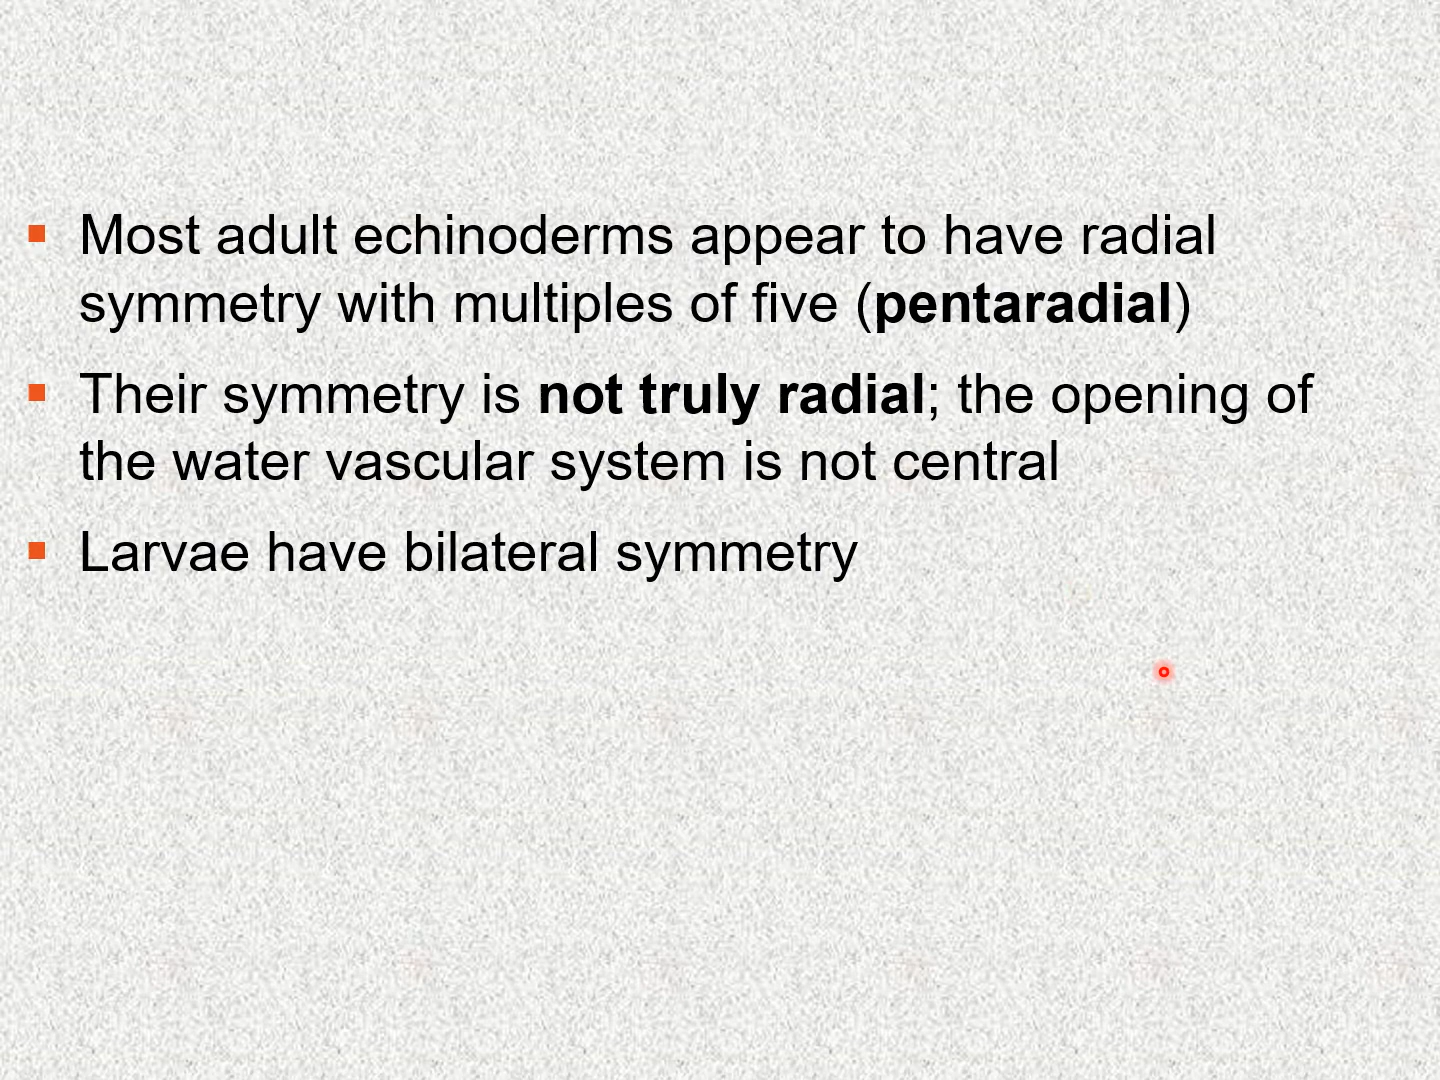 Most adult echinoderms appear to have radial
symmetry with multiples of five (pentaradial)
Their symmetry is not truly radial; the opening of
the water vascular system is not central
Larvae have bilateral symmetry